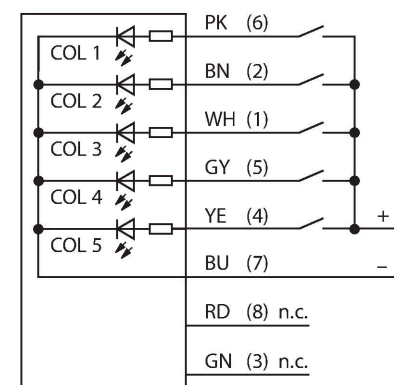 PK (6)
COL 1
BN (2)
COL 2
WH (1)
COL 3
GY (5)
COL 4
YE (4)
+
COL 5
BU (7)
–
RD (8) n.c.
GN (3) n.c.